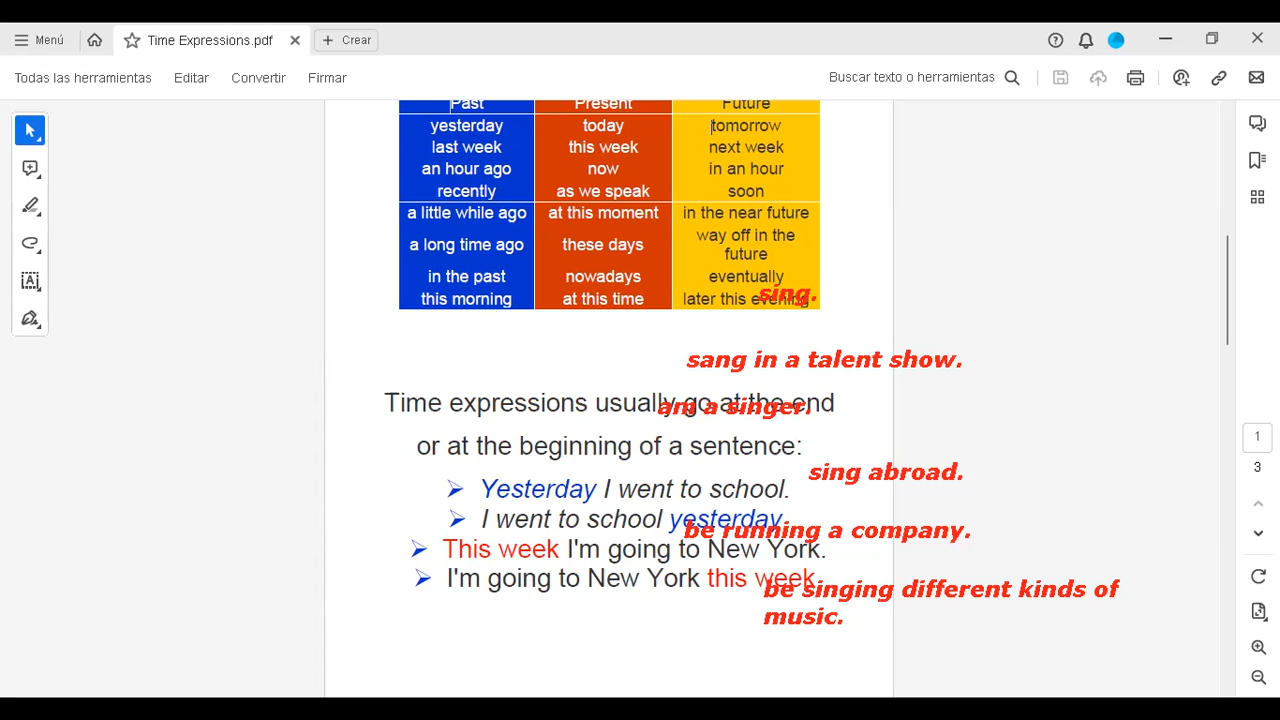 Menú
Time Expressions.pdf
Crear
Todas las herramientas
Editar
Convertir
Firmar
Buscar texto o herramientas
Past Present Future
yesterday today tomorrow
last week this week next week
an hour ago now in an hour
recently as we speak soon
a little while ago at this moment in the near future
a long time ago these days way off in the
future
in the past nowadays eventually
this morning at this time later this evening
sing.
sang in a talent show.
Time expressions usually go at the end
am a singer.
or at the beginning of a sentence:
sing abroad.
Yesterday I went to school.
I went to school yesterday.
be running a company.
This week I'm going to New York.
I'm going to New York this week.
be singing different kinds of
music.
1
3